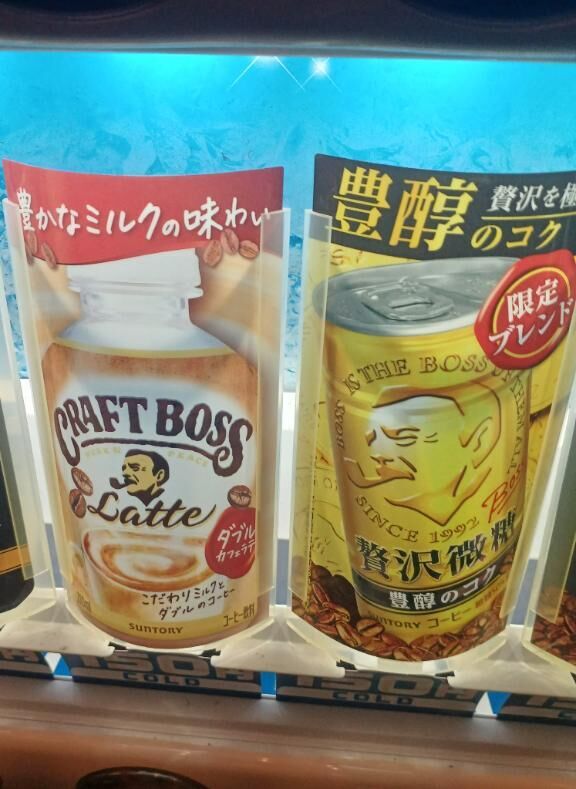 豊かなミルクの味わい
CRAFT BOSS
Latte
ダブル
カフェラテ
こだわりミルクと
ダブルのコーヒー
SUNTORY
コーヒー飲料
豊醇
のコク
贅沢を極
限定
ブレンド
IS THE BOSS OF THEM ALL
SINCE 1992
Boss
贅沢微糖
豊醇のコク
SUNTORY コーヒー
COLD
COLD